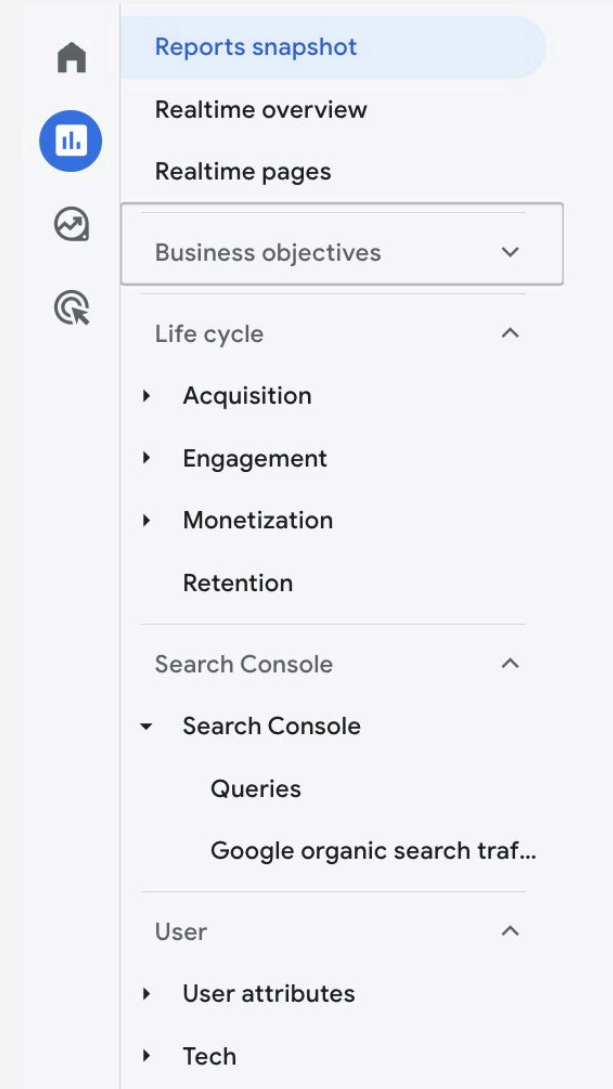 Reports snapshot
Realtime overview
Realtime pages
Business objectives
Life cycle
Acquisition
Engagement
Monetization
Retention
Search Console
Search Console
Queries
Google organic search traf...
User
User attributes
Tech